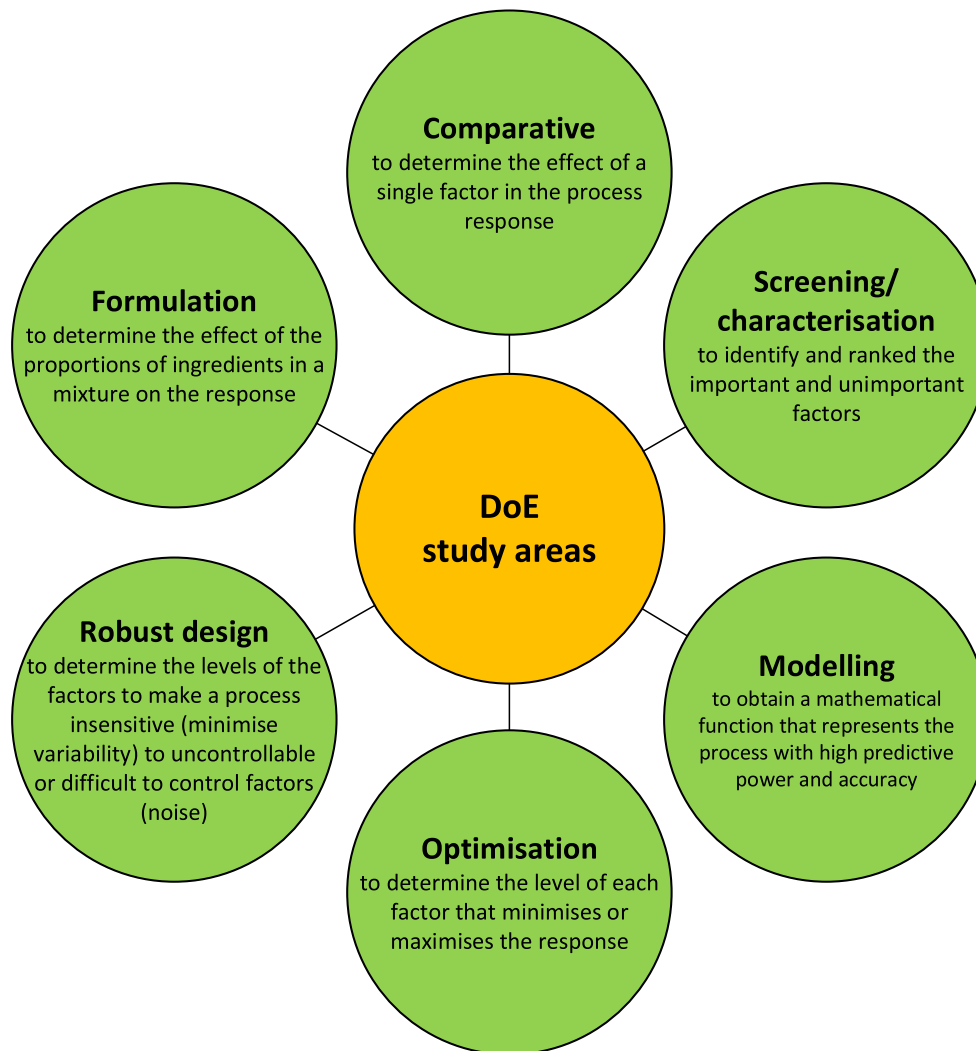 Comparative
to determine the effect of a
single factor in the process
response
Screening/
characterisation
to identify and ranked the
important and unimportant
factors
Modelling
to obtain a mathematical
function that represents the
process with high predictive
power and accuracy
Optimisation
to determine the level of each
factor that minimises or
maximises the response
Robust design
to determine the levels of the
factors to make a process
insensitive (minimise
variability) to uncontrollable
or difficult to control factors
(noise)
Formulation
to determine the effect of the
proportions of ingredients in a
mixture on the response
DoE
study areas